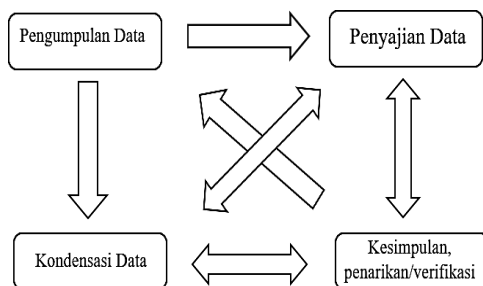 Pengumpulan Data
Penyajian Data
Kondensasi Data
Kesimpulan,
penarikan/verifikasi